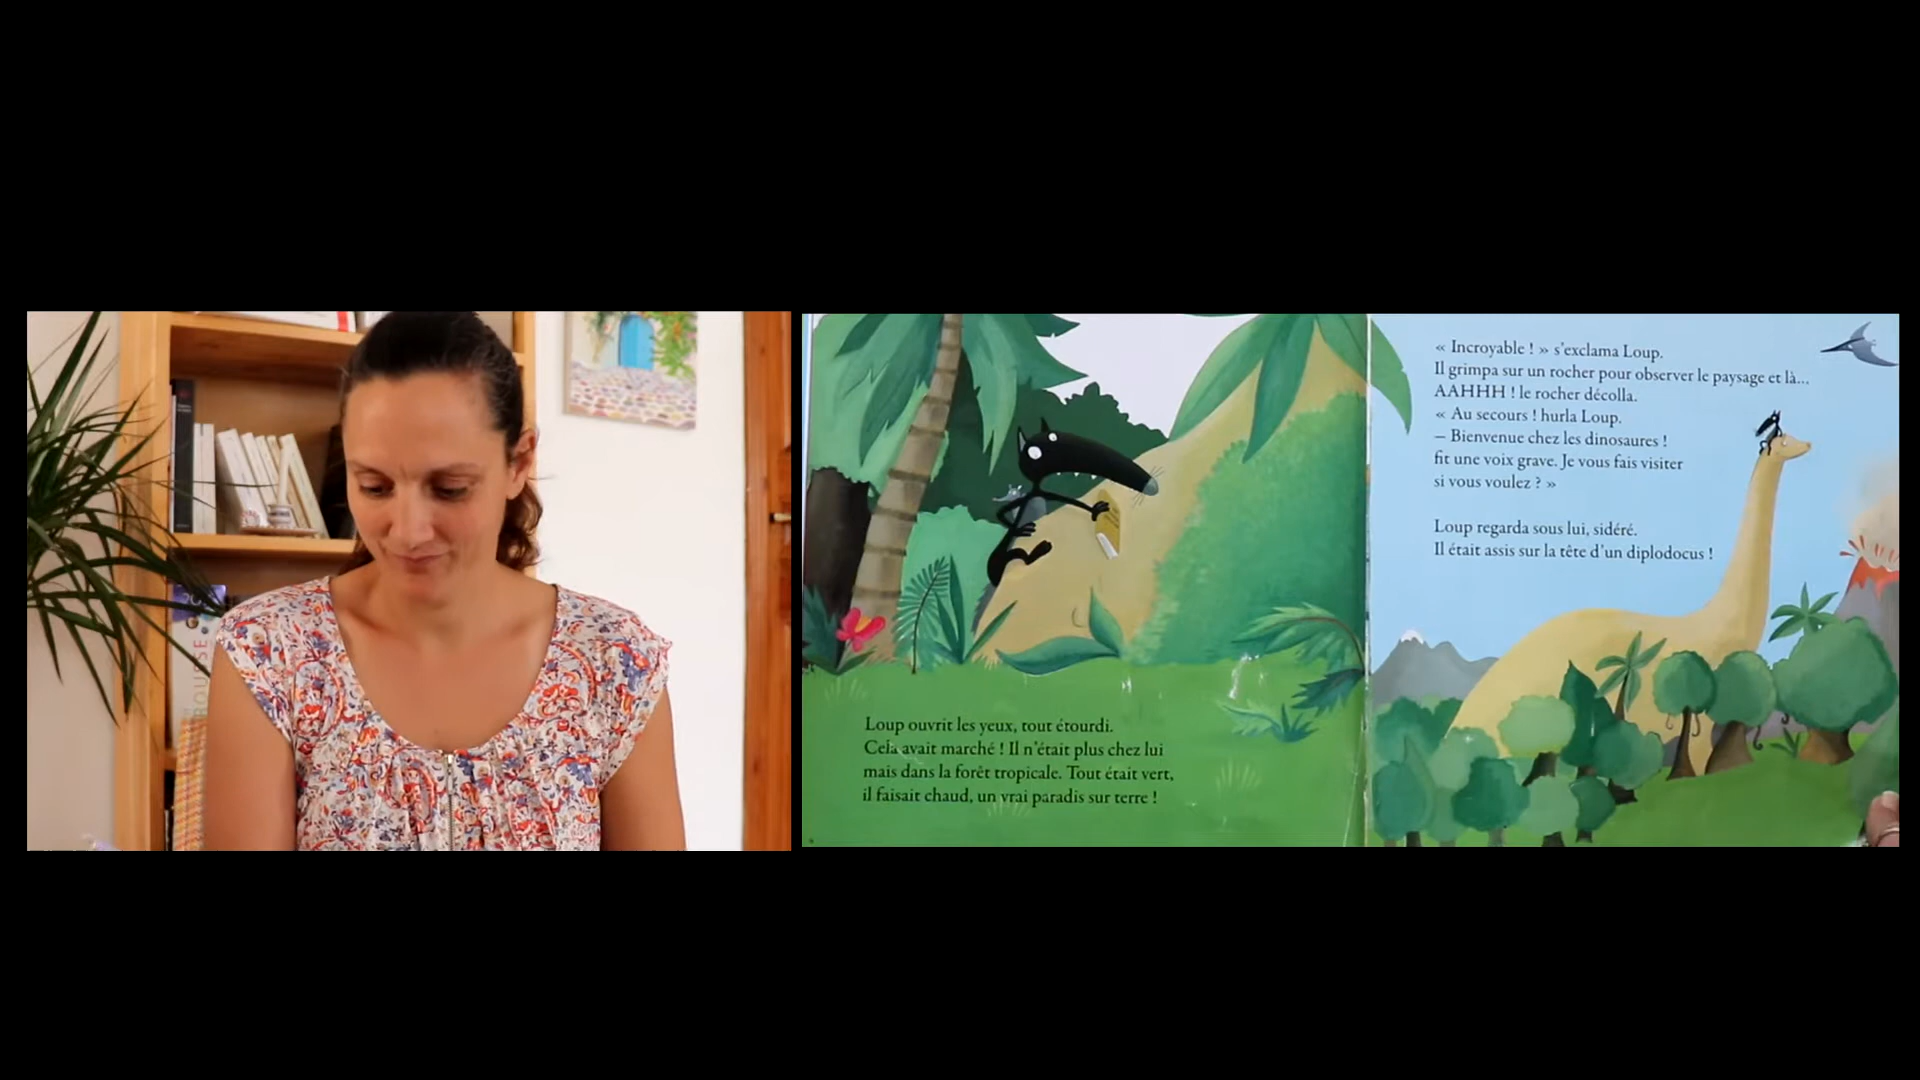 Loup ouvrit les yeux, tout étourdi.
Cela avait marché ! Il n'était plus chez lui
mais dans la forêt tropicale. Tout était vert,
il faisait chaud, un vrai paradis sur terre !
« Incroyable ! » s'exclama Loup.
Il grimpa sur un rocher pour observer le paysage et là...
AAHHH ! le rocher décolla.
« Au secours ! hurla Loup.
– Bienvenue chez les dinosaures !
fit une voix grave. Je vous fais visiter
si vous voulez ? »
Loup regarda sous lui, sidéré.
Il était assis sur la tête d'un diplodocus !